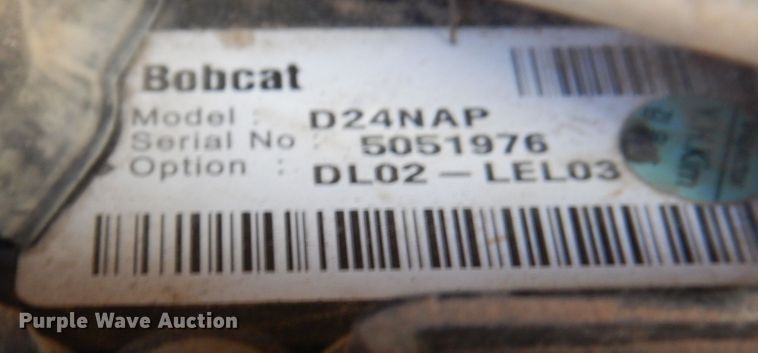 Bobcat
Model : D24NAP
Serial No : 5051976
Option : DL02-LEL03
Purple Wave Auction